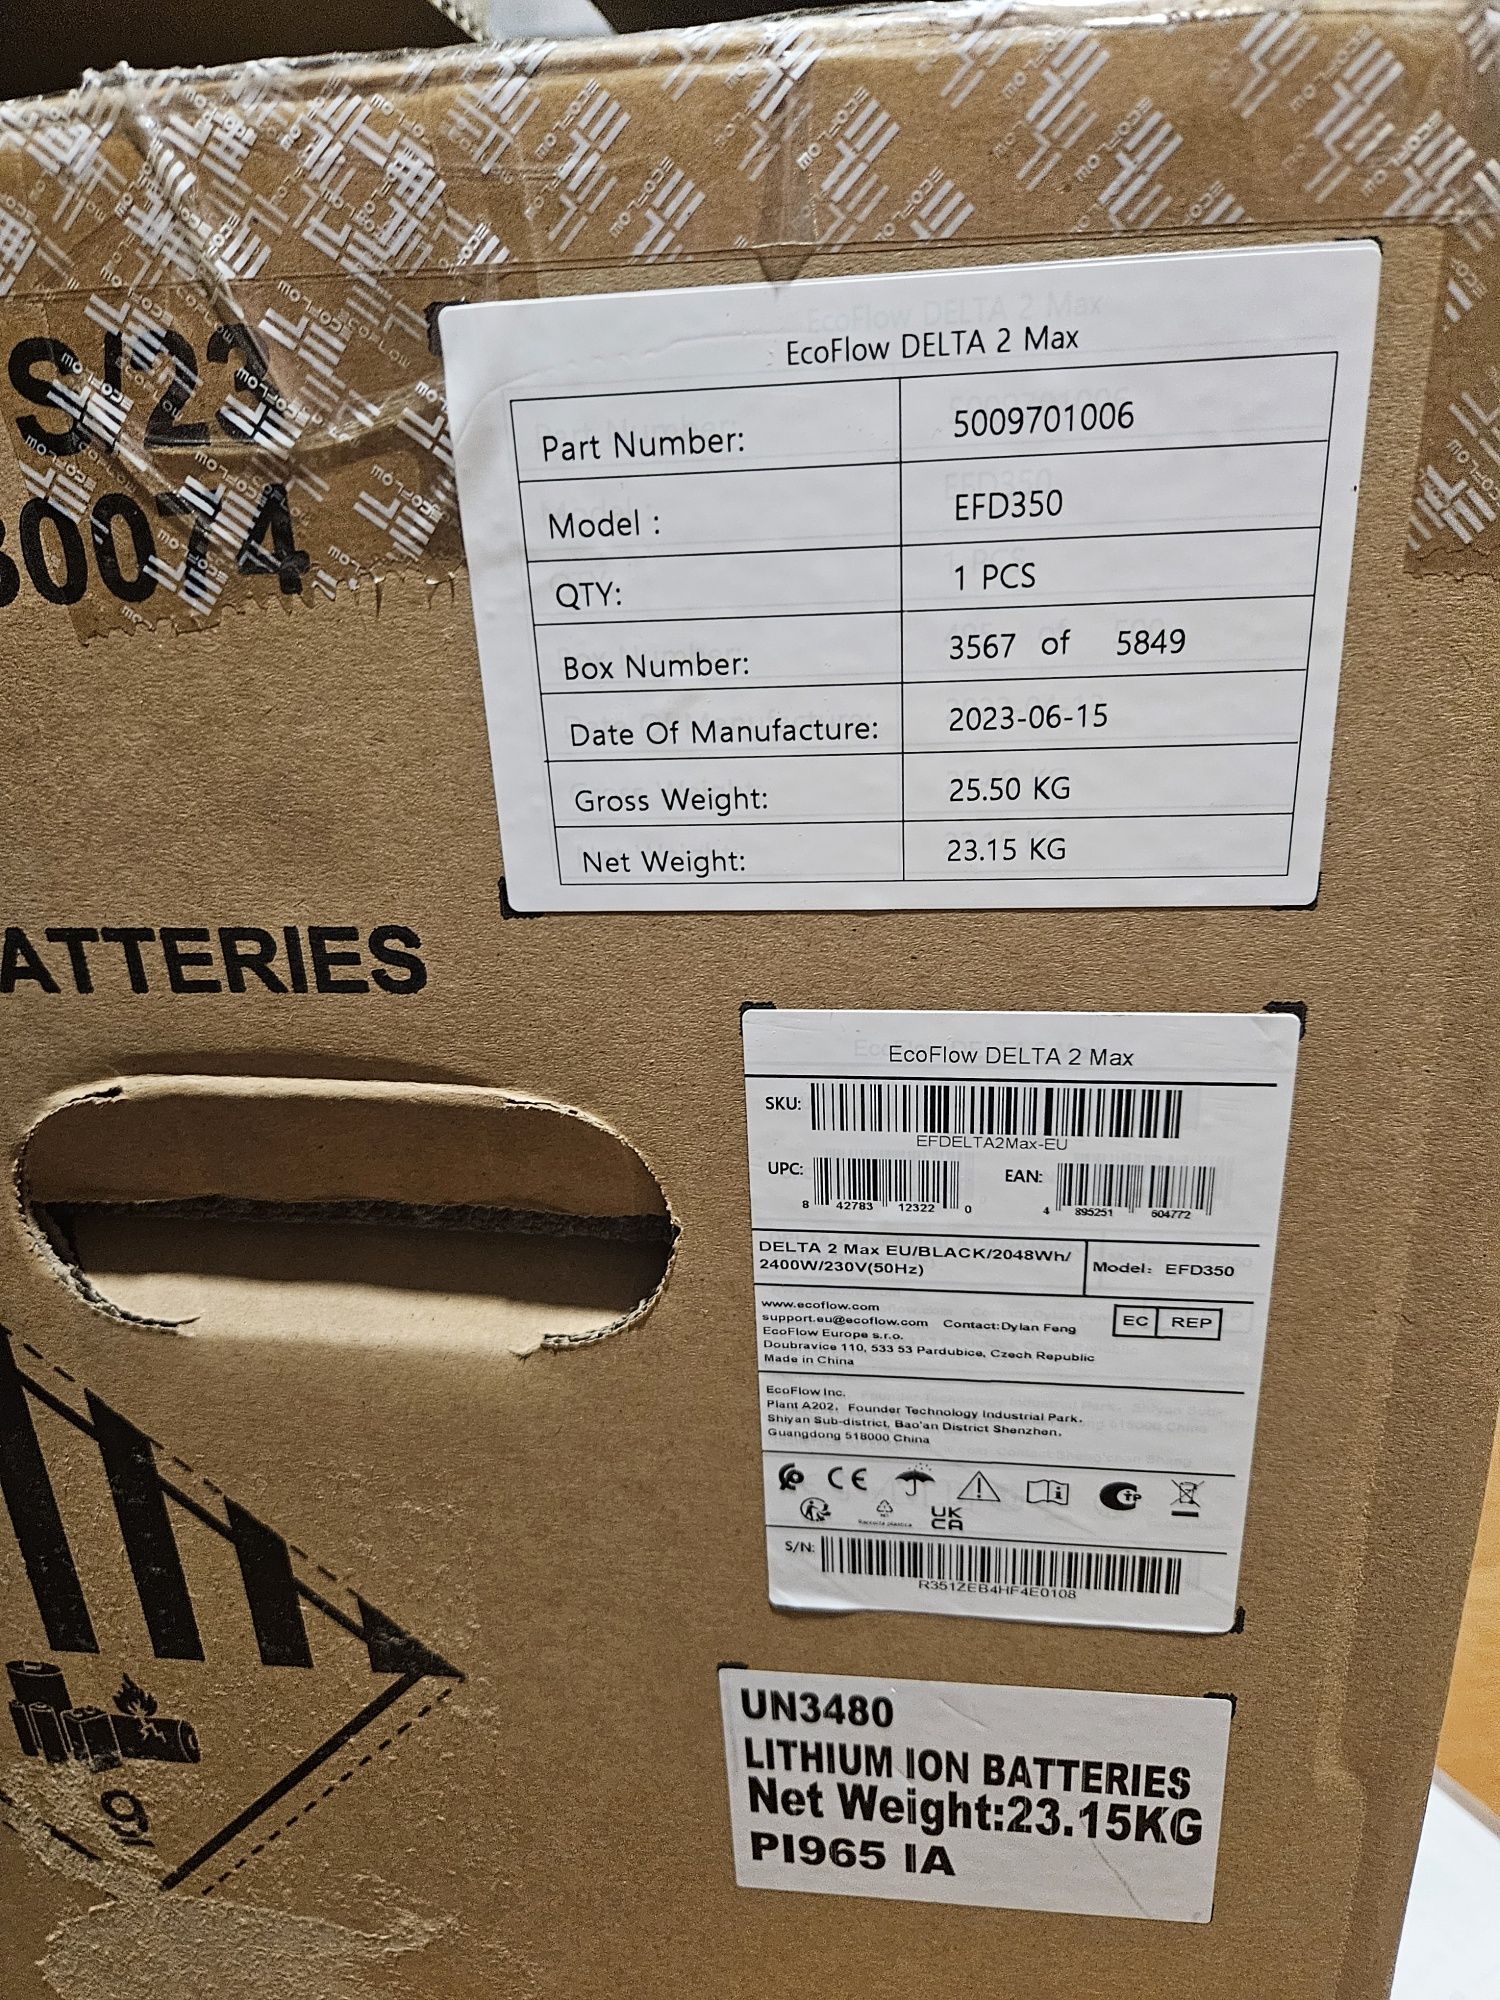 S/23
30074
EcoFlow DELTA 2 Max
Part Number: 5009701006
Model : EFD350
QTY: 1 PCS
Box Number: 3567 of 5849
Date Of Manufacture: 2023-06-15
Gross Weight: 25.50 KG
Net Weight: 23.15 KG
ATTERIES
EcoFlow DELTA 2 Max
SKU:
EFDELTA2Max-EU
UPC: EAN:
8 42783 12322 0 4 895251 604772
DELTA 2 Max EU/BLACK/2048Wh/
2400W/230V(50Hz)
Model: EFD350
www.ecoflow.com
support.eu@ecoflow.com Contact:Dylan Feng
EcoFlow Europe s.r.o.
Doubravice 110, 533 53 Pardubice, Czech Republic
Made in China
EC REP
EcoFlow Inc.
Plant A202, Founder Technology Industrial Park,
Shiyan Sub-district, Bao'an District Shenzhen,
Guangdong 518000 China
CE
UK
CA
S/N:
R351ZEB4HF4E0108
9
UN3480
LITHIUM ION BATTERIES
Net Weight:23.15KG
PI965 IA